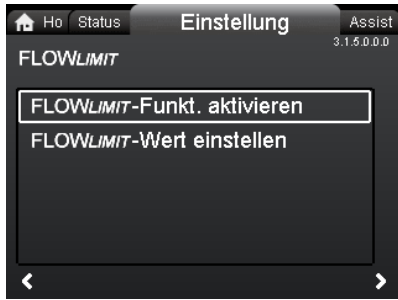 Ho Status Einstellung Assist
3.1.5.0.0.0
FLOWLIMIT
FLOWLIMIT-Funkt. aktivieren
FLOWLIMIT-Wert einstellen